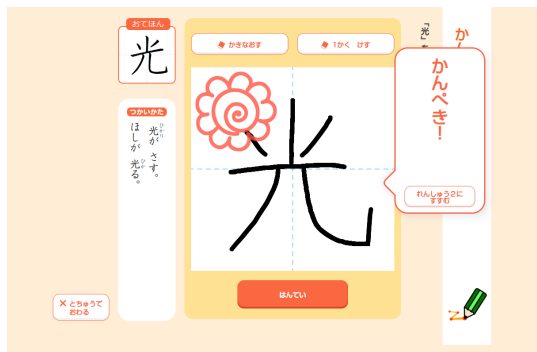 おてほん
光
つかいかた
光が さす。
ひかり
ほしが 光る。
ひか
かきなおす
1かく けす
光
はんてい
「光」を
かん
かんぺき！
れんしゅう2に
すすむ
× とちゅうで
おわる